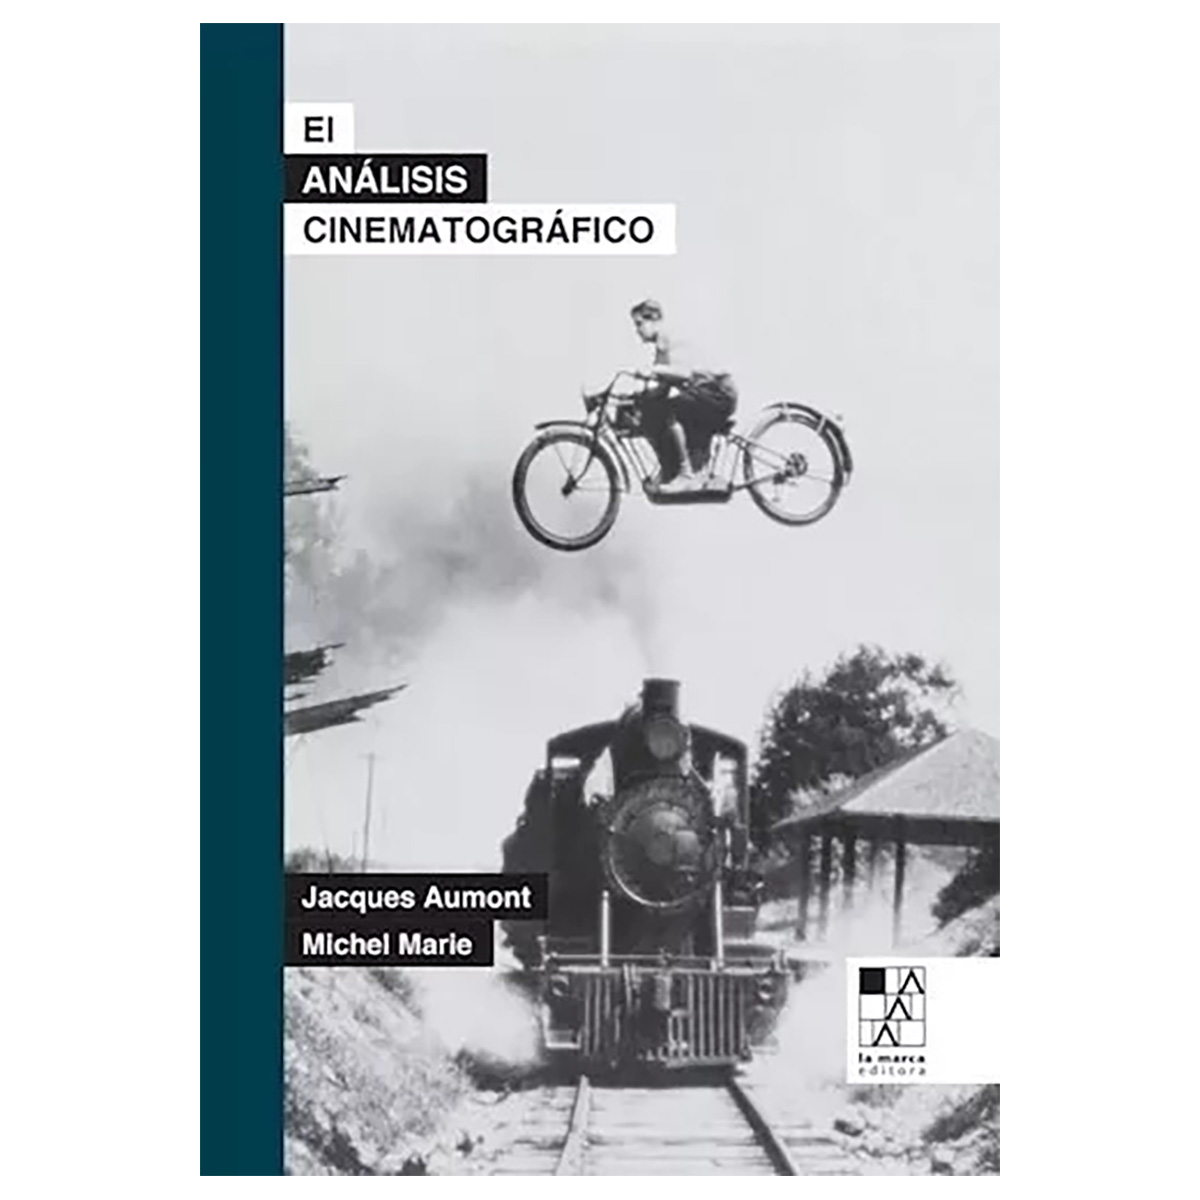 El
ANÁLISIS
CINEMATOGRÁFICO
Jacques Aumont
Michel Marie
la marca
editora